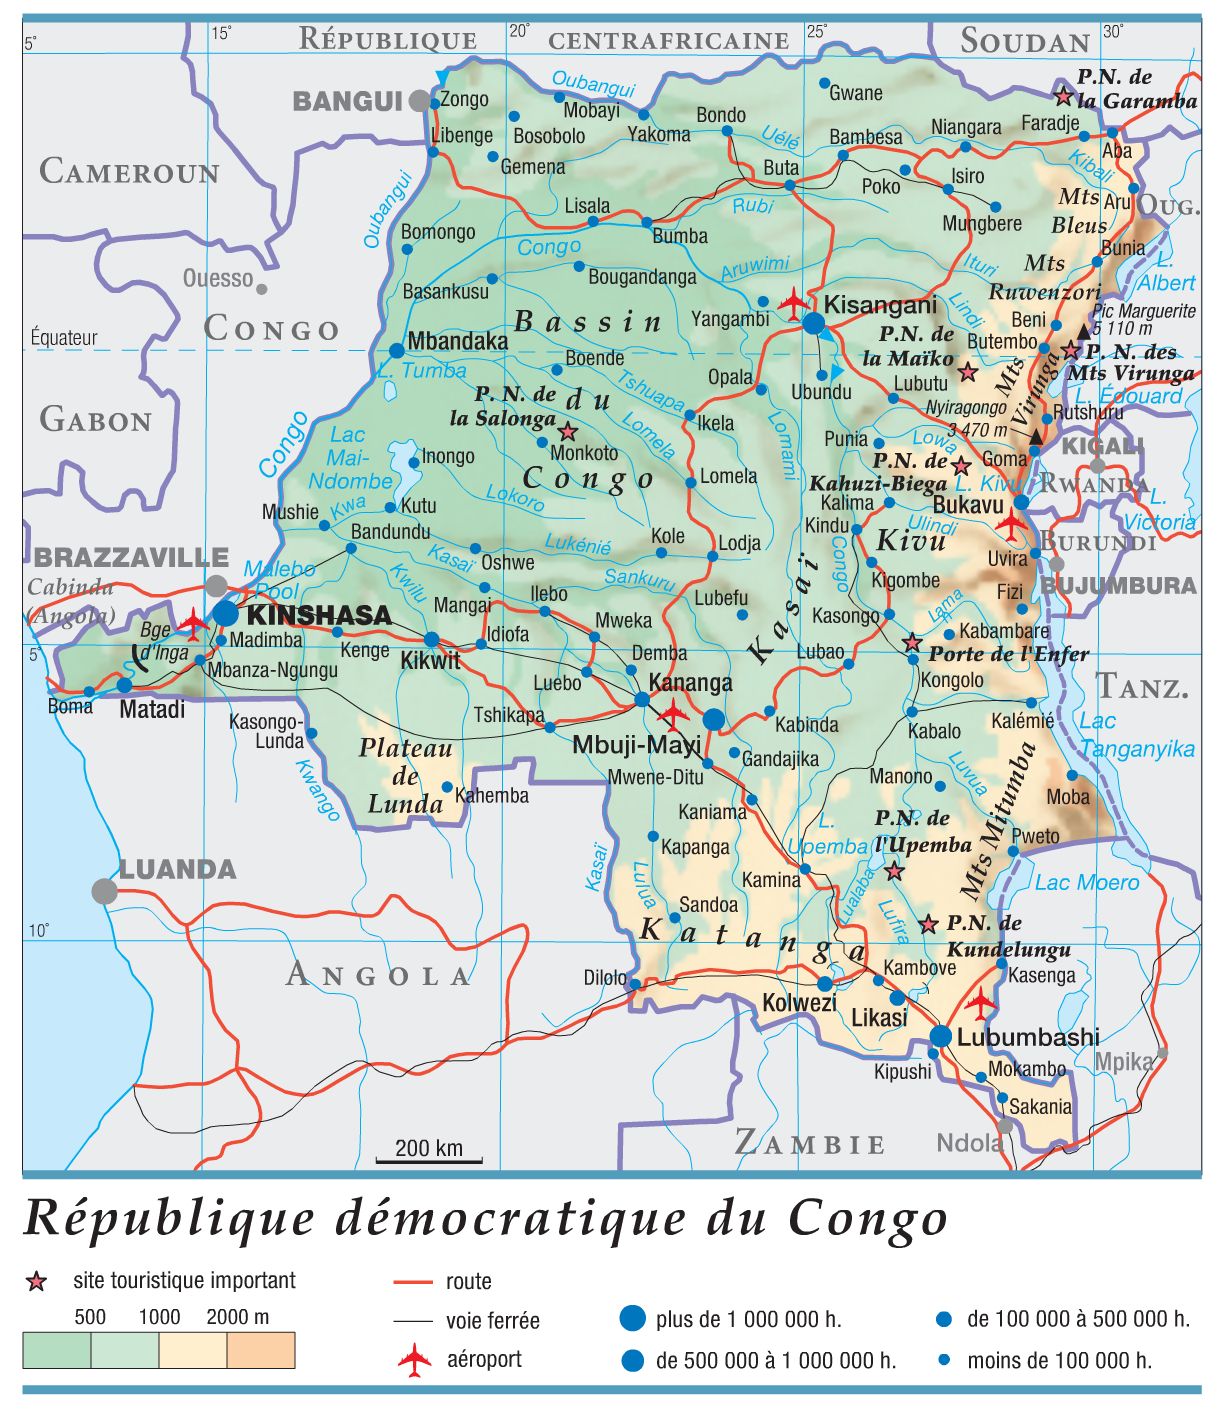 5°
15°
20°
25°
30°
RÉPUBLIQUE CENTRAFRICAINE
SOUDAN
P.N. de
la Garamba
BANGUI
Zongo
Oubangui
Mobayi
Gwane
Libenge
Bosobolo
Yakoma
Bondo
Uélé
Bambesa
Niangara
Faradje
Aba
CAMEROUN
Gemena
Buta
Poko
Isiro
Kibali
Mts
Bleus
Aru
OUG.
Oubangui
Lisala
Rubi
Mungbere
Bomongo
Bumba
Congo
Bunia
Ouesso
Basankusu
Bougandanga
Aruwimi
Ituri
Mts
Ruwenzori
L.
Albert
CONGO
Bassin
Yangambi
Kisangani
Lindi
Pic Marguerite
5 110 m
Équateur
Mbandaka
Beni
Butembo
P.N. de
la Maïko
P. N. des
Mts Virunga
L. Tumba
Boende
Opala
Ubundu
Lubutu
Mts
Virunga
L. Édouard
GABON
P.N. de
la Salonga
du
Tshuapa
Ikela
Nyiragongo
3 470 m
Rutshuru
Congo
Lac
Mai-
Ndombe
Inongo
Monkoto
Lomela
Lomami
Punia
Lowa
Goma
KIGALI
Congo
Lomela
P.N. de
Kahuzi-Biega
L. Kivu
RWANDA
Mushie
Kwa
Kutu
Lokoro
Kalima
Bukavu
L.
Victoria
Bandundu
Kindu
Ulindi
BRAZZAVILLE
Kasaï
Lukénié
Kole
Lodja
Kivu
BURUNDI
Cabinda
(Angola)
Malebo
Pool
Oshwe
Congo
Uvira
Kwilu
Sankuru
Kigombe
BUJUMBURA
Mangai
Ilebo
Lubefu
Kasaï
Fizi
KINSHASA
Kasongo
Lama
Bge
d'Inga
Madimba
Kenge
Idiofa
Mweka
Kabambare
5°
Mbanza-Ngungu
Kikwit
Demba
Lubao
Porte de l'Enfer
Boma
Matadi
Luebo
Kananga
Kongolo
TANZ.
Kasongo-
Lunda
Tshikapa
Kabinda
Kabalo
Kalémié
Lac
Tanganyika
Plateau
de
Lunda
Mbuji-Mayi
Gandajika
Kwango
Mwene-Ditu
Manono
Luvua
Kahemba
Kaniama
Mts Mitumba
Moba
Kapanga
L.
Upemba
P.N. de
l'Upemba
Pweto
LUANDA
Kasaï
Lulua
Kamina
Lualaba
Lac Moero
Sandoa
Lufira
10°
Katanga
P.N. de
Kundelungu
ANGOLA
Dilolo
Kambove
Kasenga
Kolwezi
Likasi
Lubumbashi
Kipushi
Mokambo
Mpika
Sakania
200 km
ZAMBIE
Ndola
République démocratique du Congo
site touristique important
500 1000 2000 m
route
voie ferrée
aéroport
plus de 1 000 000 h.
de 500 000 à 1 000 000 h.
de 100 000 à 500 000 h.
moins de 100 000 h.